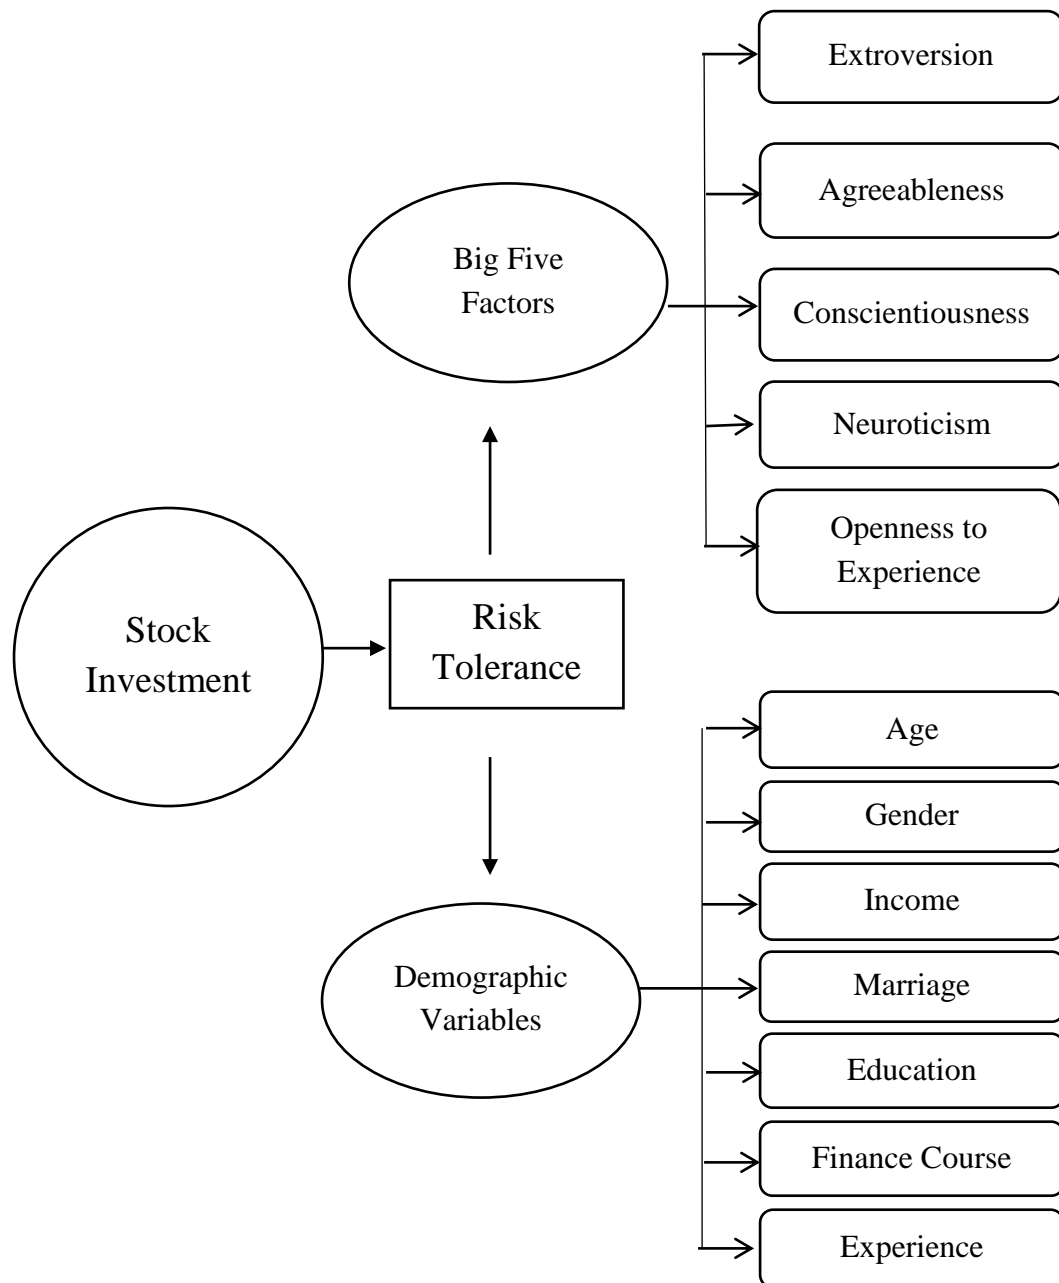 Extroversion
Agreeableness
Big Five
Factors
Conscientiousness
Neuroticism
Openness to
Experience
Stock
Investment
Risk
Tolerance
Age
Gender
Income
Demographic
Variables
Marriage
Education
Finance Course
Experience